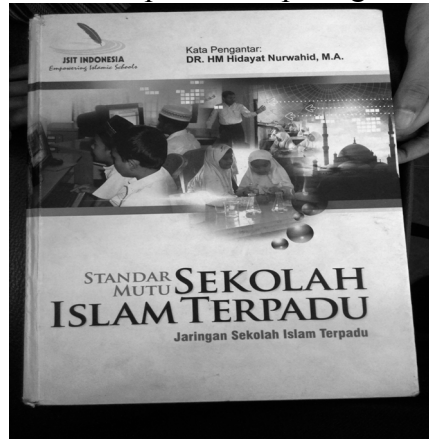 JSIT INDONESIA
Empowering Islamic Schools
Kata Pengantar:
DR. HM Hidayat Nurwahid, M.A.
STANDAR
MUTU SEKOLAH
ISLAM TERPADU
Jaringan Sekolah Islam Terpadu